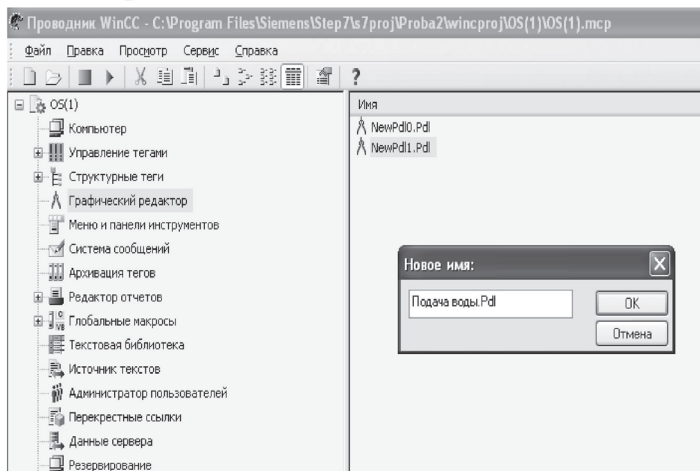 Проводник WinCC - C:\Program Files\Siemens\Step7\s7proj\Proba2\wincproj\OS(1)\OS(1).mcp
Файл Правка Просмотр Сервис Справка
OS(1)
Компьютер
Управление тегами
Структурные теги
Графический редактор
Меню и панели инструментов
Система сообщений
Архивация тегов
Редактор отчетов
Глобальные макросы
Текстовая библиотека
Источник текстов
Администратор пользователей
Перекрестные ссылки
Данные сервера
Резервирование
Имя
NewPdl0.Pdl
NewPdl1.Pdl
Новое имя:
Подача воды.Pdl
OK
Отмена